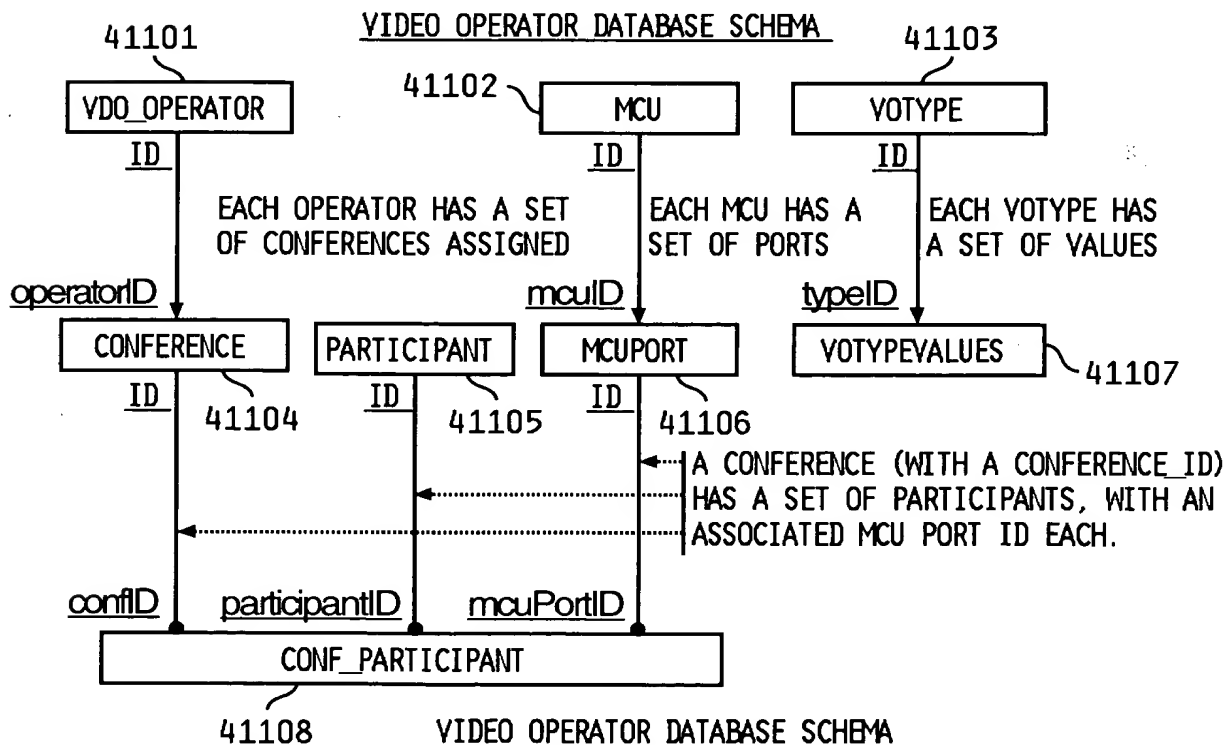 VIDEO OPERATOR DATABASE SCHEMA
41101
41102
41103
VDO_OPERATOR
MCU
VOTYPE
ID
ID
ID
EACH OPERATOR HAS A SET
OF CONFERENCES ASSIGNED
EACH MCU HAS A
SET OF PORTS
EACH VOTYPE HAS
A SET OF VALUES
operatorID
mcuID
typeID
CONFERENCE
PARTICIPANT
MCUPORT
VOTYPEVALUES
ID
41104
ID
41105
ID
41106
41107
A CONFERENCE (WITH A CONFERENCE_ID)
HAS A SET OF PARTICIPANTS, WITH AN
ASSOCIATED MCU PORT ID EACH.
confID
participantID
mcuPortID
CONF_PARTICIPANT
41108
VIDEO OPERATOR DATABASE SCHEMA